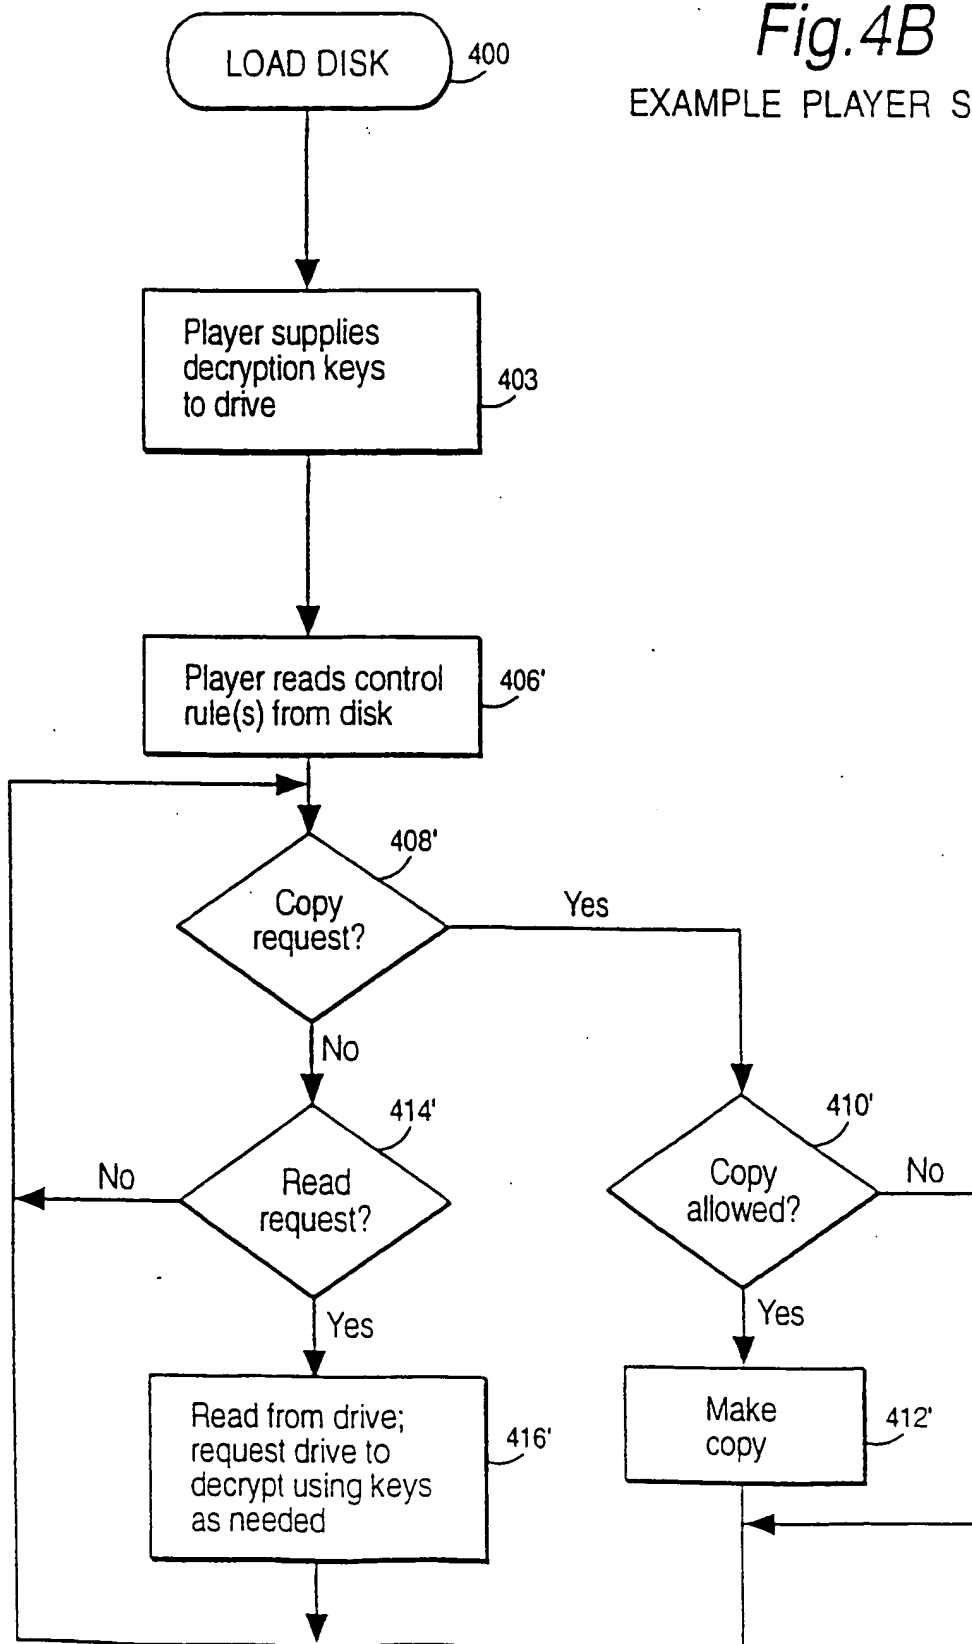 Fig.4B
EXAMPLE PLAYER S
LOAD DISK
400
Player supplies
decryption keys
to drive
403
Player reads control
rule(s) from disk
406'
408'
Copy
request?
Yes
No
414'
Read
request?
No
410'
Copy
allowed?
No
Yes
Yes
Read from drive;
request drive to
decrypt using keys
as needed
416'
Make
copy
412'